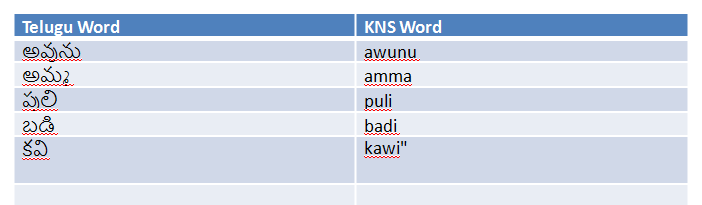 Telugu Word KNS Word
అవును awunu
అమ్మ amma
పులి puli
బడి badi
కవి kawi"